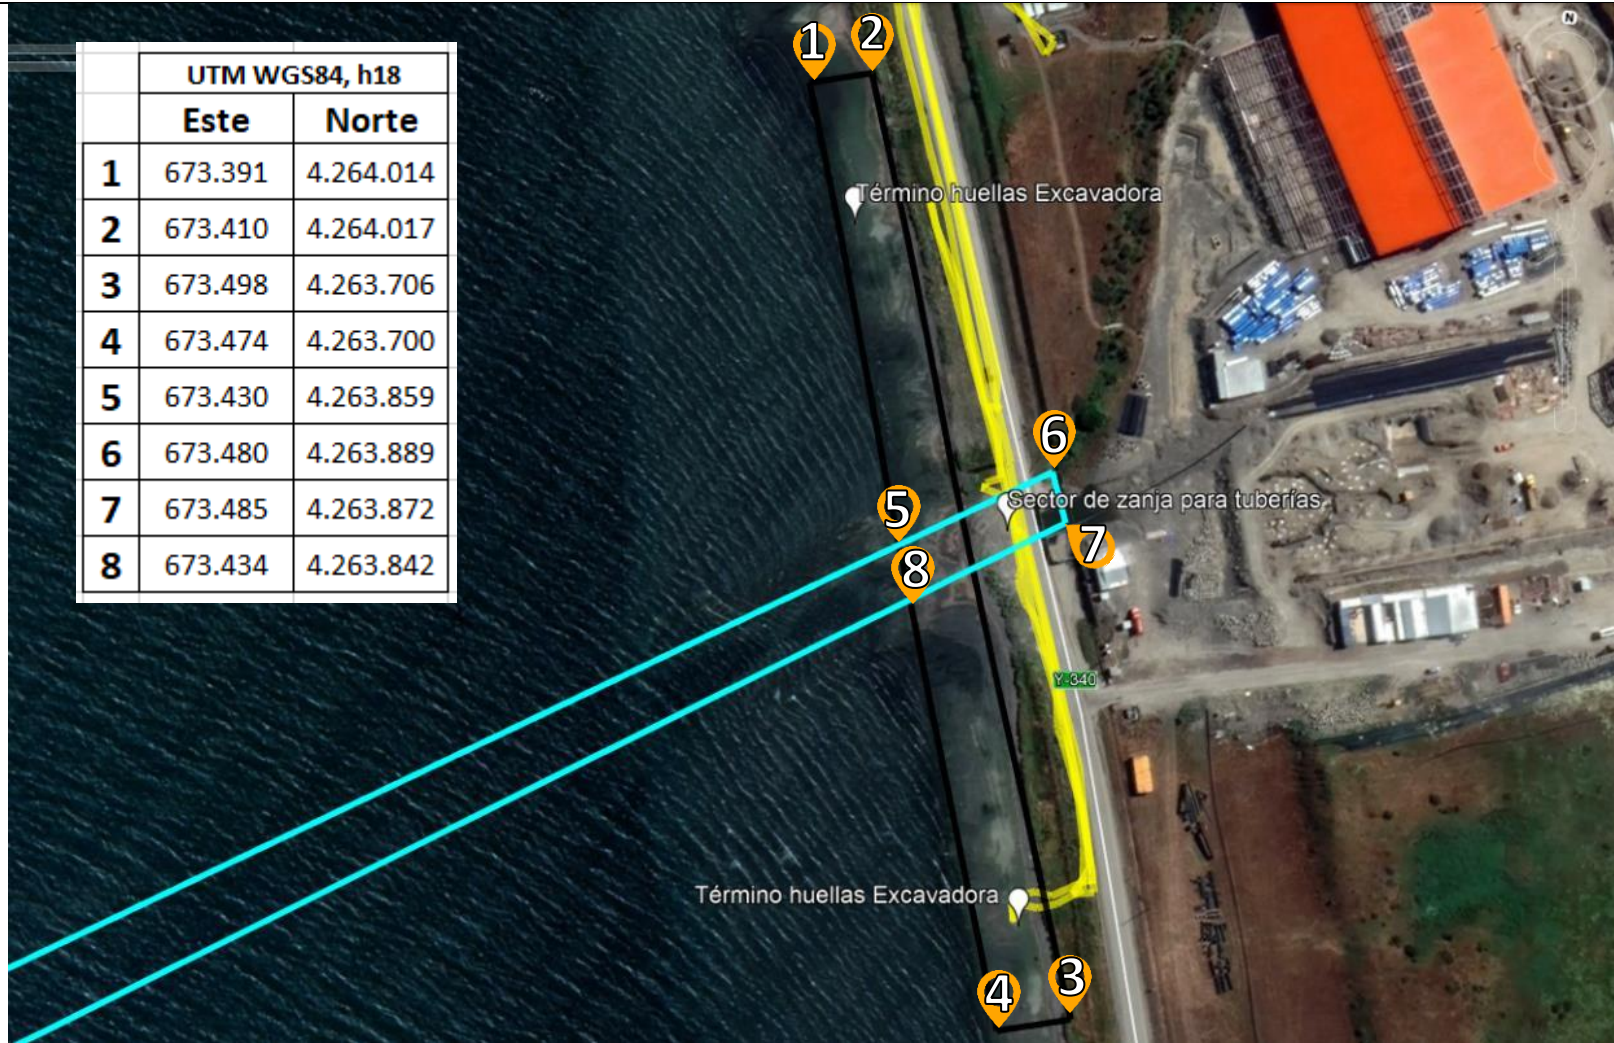 UTM WGS84, h18
Este Norte
1 673.391 4.264.014
2 673.410 4.264.017
3 673.498 4.263.706
4 673.474 4.263.700
5 673.430 4.263.859
6 673.480 4.263.889
7 673.485 4.263.872
8 673.434 4.263.842
1
2
N
Término huellas Excavadora
6
Sector de zanja para tuberías
5
7
8
Y-340
Término huellas Excavadora
3
4